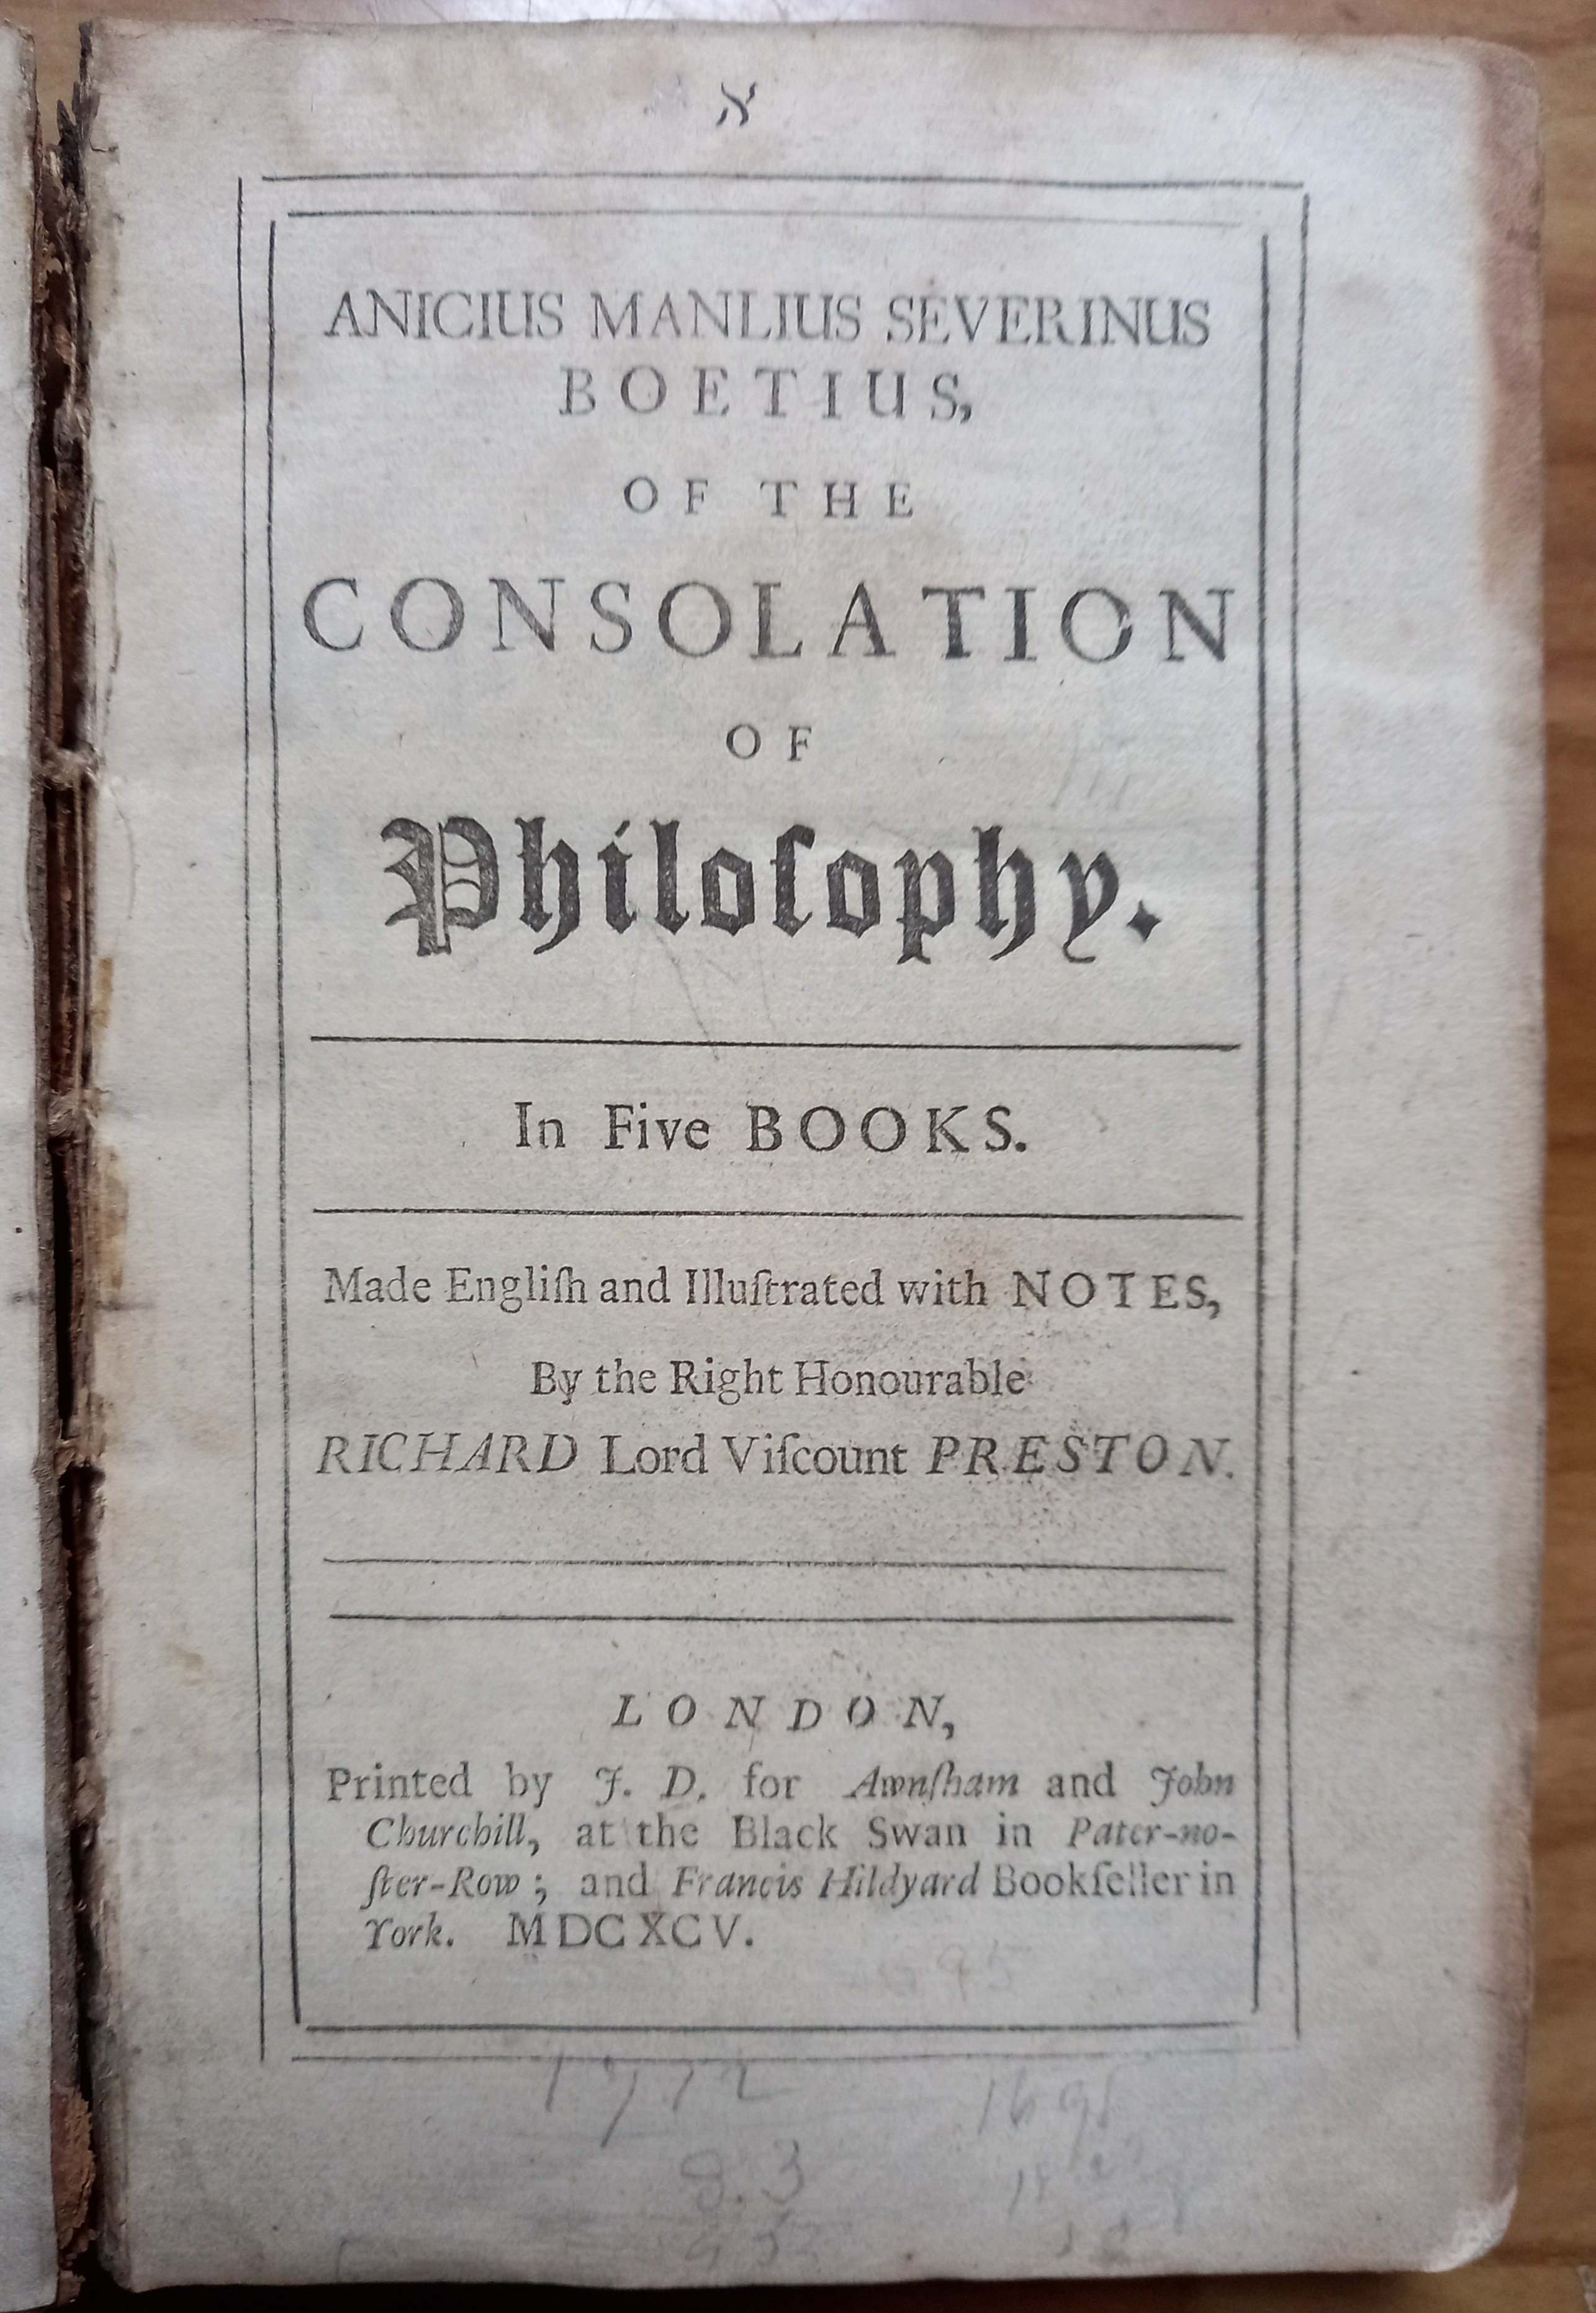 א
ANICIUS MANLIUS SEVERINUS
BOETIUS,
OF THE
CONSOLATION
OF
Philoſophy.
In Five BOOKS.
Made Engliſh and Illuſtrated with NOTES,
By the Right Honourable
RICHARD Lord Viſcount PRESTON.
LONDON,
Printed by J. D. for Awnſham and John
Churchill, at the Black Swan in Pater-no-
ſter-Row; and Francis Hildyard Bookſeller in
York. MDCXCV.
1772